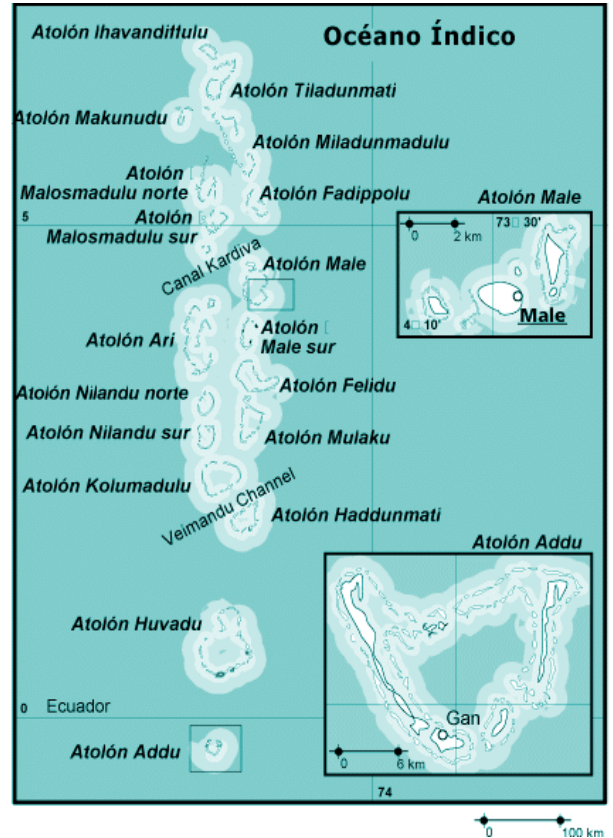 Océano Índico
Atolón Ihavandiffulu
Atolón Tiladunmati
Atolón Makunudu
Atolón Miladunmadulu
Atolón
Malosmadulu norte
Atolón Fadippolu
Atolón
Malosmadulu sur
5
Canal Kardiva
Atolón Male
Atolón Male
73▯ 30'
0 2 km
4▯ 10'
Male
Atolón Ari
Atolón ▯
Male sur
Atolón Felidu
Atolón Nilandu norte
Atolón Nilandu sur
Atolón Mulaku
Atolón Kolumadulu
Veimandu Channel
Atolón Haddunmati
Atolón Addu
Gan
0 6 km
Atolón Huvadu
0 Ecuador
Atolón Addu
74
0 100 km